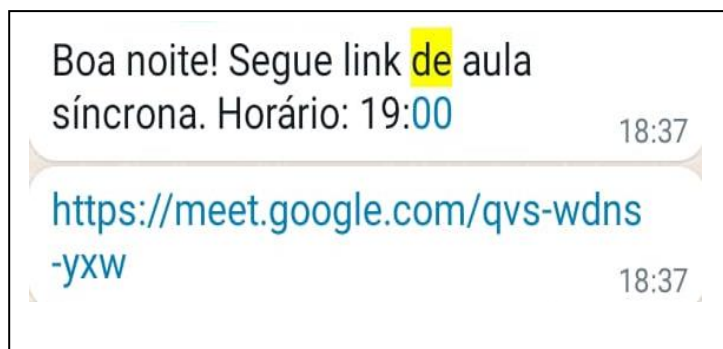 Boa noite! Segue link de aula
síncrona. Horário: 19:00
18:37
https://meet.google.com/qvs-wdns
-yxw
18:37